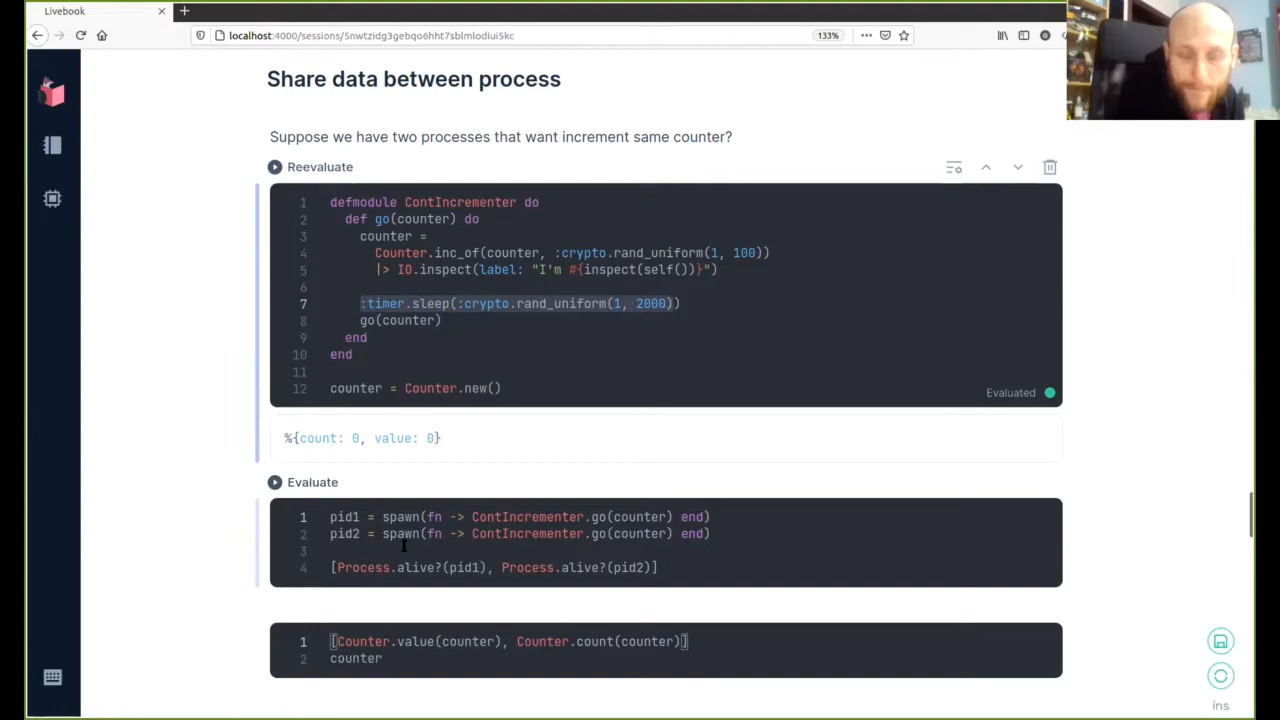 Livebook
localhost:4000/sessions/5nwtzidg3gebqo6hht7sblmlodiui5kc
133%
Share data between process
Suppose we have two processes that want increment same counter?
Reevaluate
1 defmodule ContIncrementer do
2 def go(counter) do
3 counter =
4 Counter.inc_of(counter, :crypto.rand_uniform(1, 100))
5 |> IO.inspect(label: "I'm #{inspect(self())}")
6
7 :timer.sleep(:crypto.rand_uniform(1, 2000))
8 go(counter)
9 end
10 end
11
12 counter = Counter.new()
Evaluated
%{count: 0, value: 0}
Evaluate
1 pid1 = spawn(fn -> ContIncrementer.go(counter) end)
2 pid2 = spawn(fn -> ContIncrementer.go(counter) end)
3
4 [Process.alive?(pid1), Process.alive?(pid2)]
1 [Counter.value(counter), Counter.count(counter)]
2 counter
ins